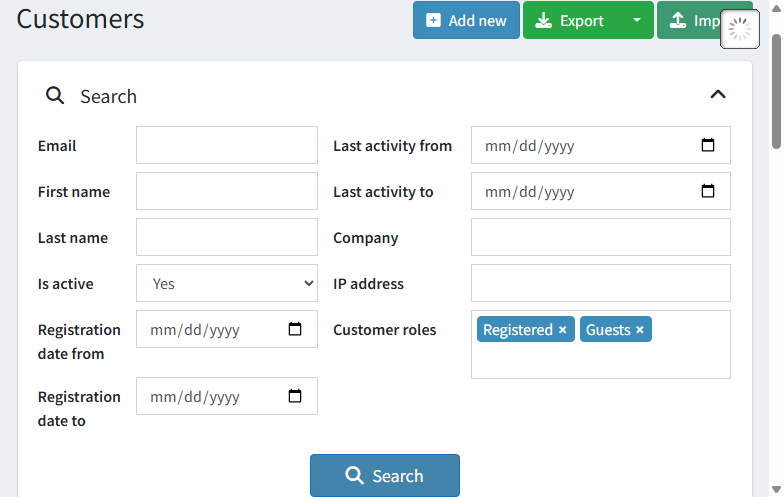 Customers
Add new
Export
Imp
Search
Email
Last activity from
mm/dd/yyyy
First name
Last activity to
mm/dd/yyyy
Last name
Company
Is active
Yes
IP address
Registration
date from
mm/dd/yyyy
Customer roles
Registered ×
Guests ×
Registration
date to
mm/dd/yyyy
Search